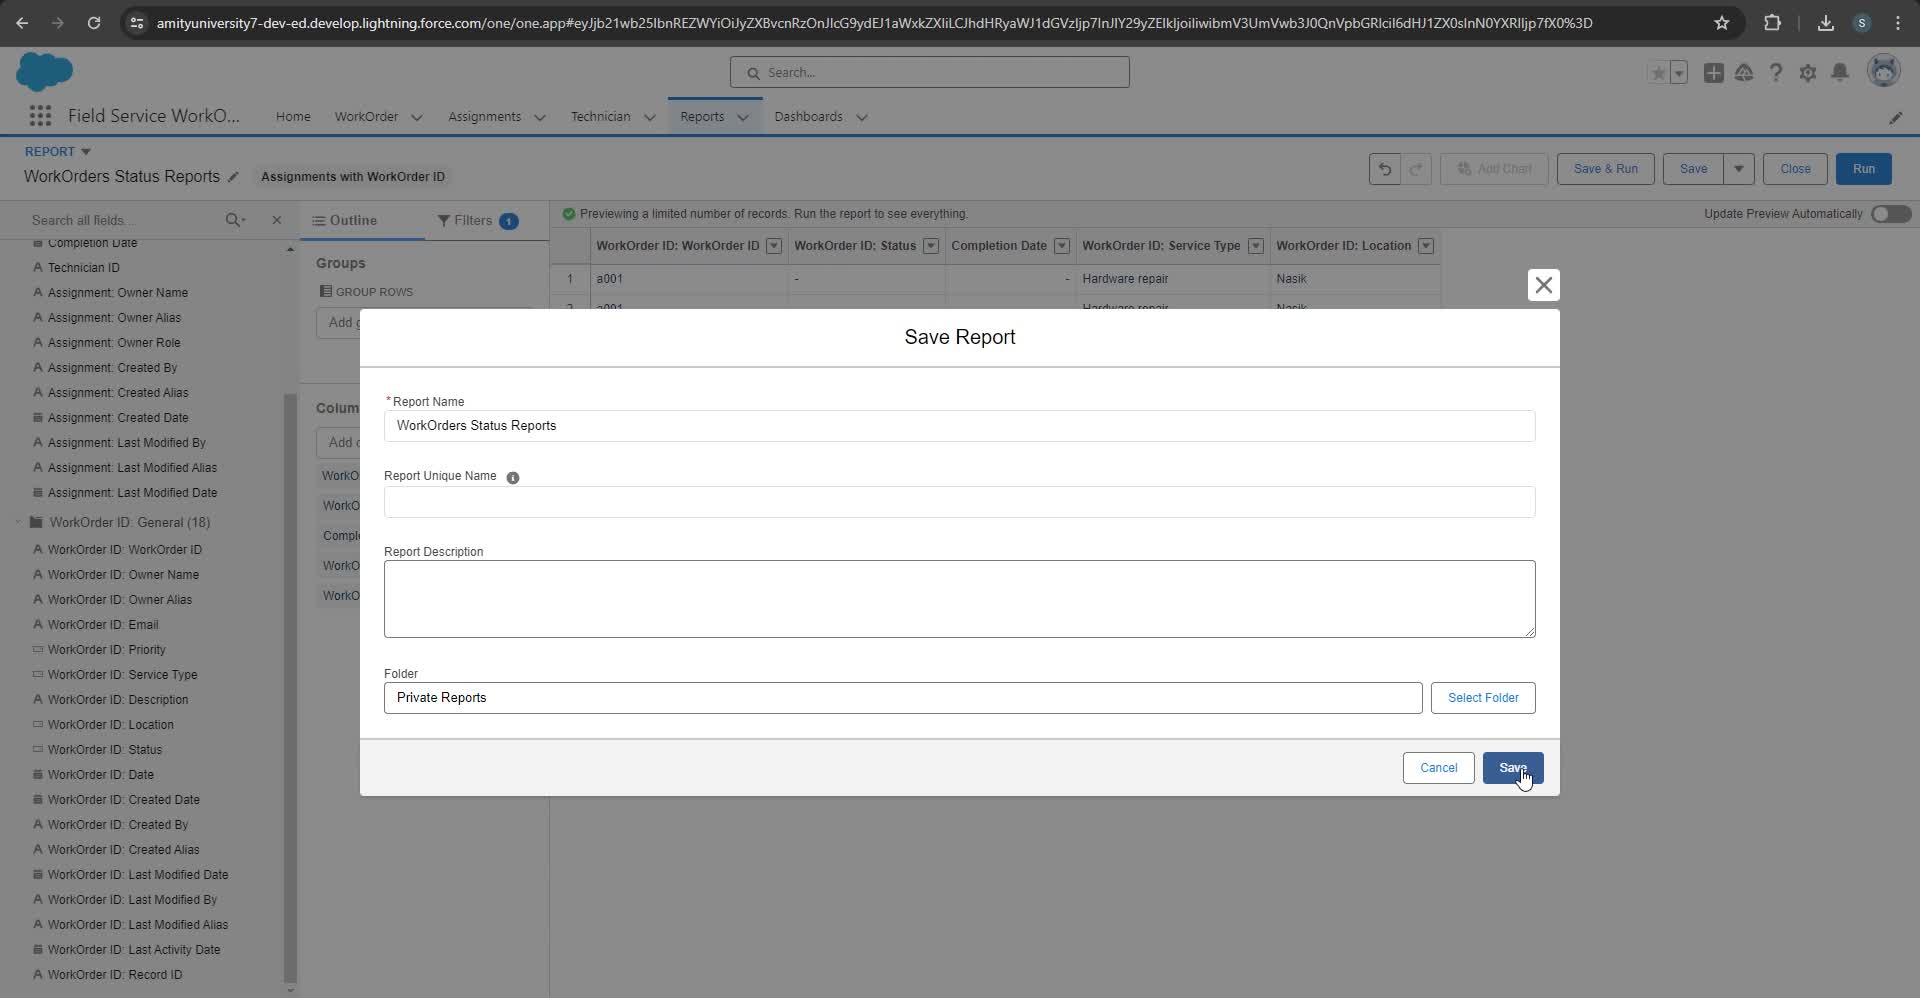 amityuniversity7-dev-ed.develop.lightning.force.com/one/one.app#eyJjb21wb25lbnREZWYiOiJyZXBvcnRzOnJlcG9ydEJ1aWxkZXIiLCJhdHRyaWJ1dGVzIjp7InJlY29yZElkIjoiIiwibmV3UmVwb3J0QnVpbGRlciI6dHJ1ZX0sInN0YXRlIjp7fX0%3D
S
Search...
Field Service WorkO...
Home
WorkOrder
Assignments
Technician
Reports
Dashboards
REPORT
WorkOrders Status Reports
Assignments with WorkOrder ID
Add Chart
Save & Run
Save
Close
Run
Search all fields...
Outline
Filters
1
Previewing a limited number of records. Run the report to see everything.
Update Preview Automatically
Completion Date
Technician ID
Assignment: Owner Name
Assignment: Owner Alias
Assignment: Owner Role
Assignment: Created By
Assignment: Created Alias
Assignment: Created Date
Assignment: Last Modified By
Assignment: Last Modified Alias
Assignment: Last Modified Date
WorkOrder ID: General (18)
WorkOrder ID: WorkOrder ID
WorkOrder ID: Owner Name
WorkOrder ID: Owner Alias
WorkOrder ID: Email
WorkOrder ID: Priority
WorkOrder ID: Service Type
WorkOrder ID: Description
WorkOrder ID: Location
WorkOrder ID: Status
WorkOrder ID: Date
WorkOrder ID: Created Date
WorkOrder ID: Created By
WorkOrder ID: Created Alias
WorkOrder ID: Last Modified Date
WorkOrder ID: Last Modified By
WorkOrder ID: Last Modified Alias
WorkOrder ID: Last Activity Date
WorkOrder ID: Record ID
Groups
GROUP ROWS
Add g
Colum
Add c
WorkO
WorkO
Compl
WorkO
WorkO
WorkOrder ID: WorkOrder ID
WorkOrder ID: Status
Completion Date
WorkOrder ID: Service Type
WorkOrder ID: Location
1 a001 - - Hardware repair Nasik
2 a001 Hardware repair Nasik
Save Report
*Report Name
WorkOrders Status Reports
Report Unique Name
Report Description
Folder
Private Reports
Select Folder
Cancel
Save